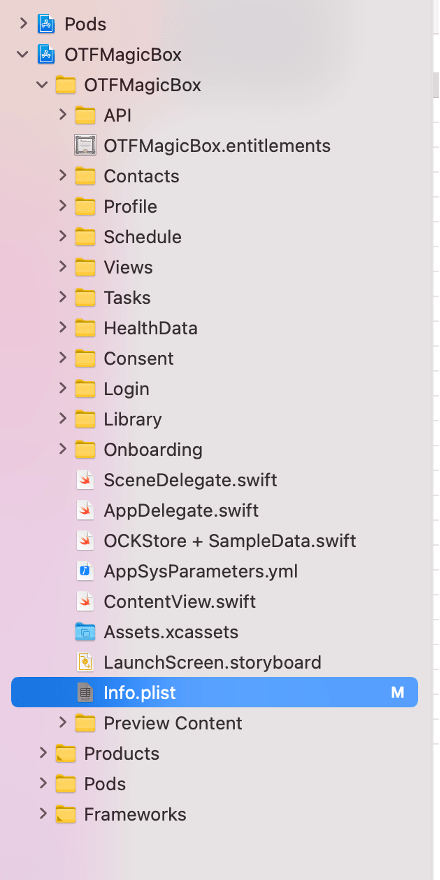 Pods
OTFMagicBox
OTFMagicBox
API
OTFMagicBox.entitlements
Contacts
Profile
Schedule
Views
Tasks
HealthData
Consent
Login
Library
Onboarding
SceneDelegate.swift
AppDelegate.swift
OCKStore + SampleData.swift
AppSysParameters.yml
ContentView.swift
Assets.xcassets
LaunchScreen.storyboard
Info.plist M
Preview Content
Products
Pods
Frameworks